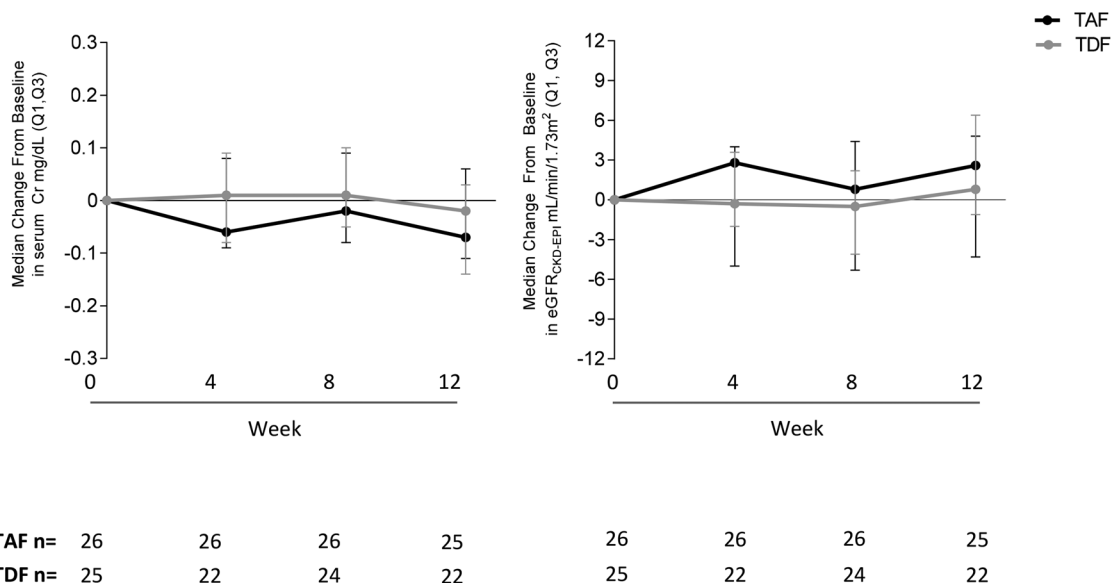 TAF
TDF
Median Change From Baseline
in serum Cr mg/dL (Q1,Q3)
0.3
0.2
0.1
0
-0.1
-0.2
-0.3
0 4 8 12
Week
Median Change From Baseline
in eGFR CKD-EPI mL/min/1.73m² (Q1, Q3)
12
9
6
3
0
-3
-6
-9
-12
0 4 8 12
Week
TAF n= 26 26 26 25 26 26 26 25
TDF n= 25 22 24 22 25 22 24 22